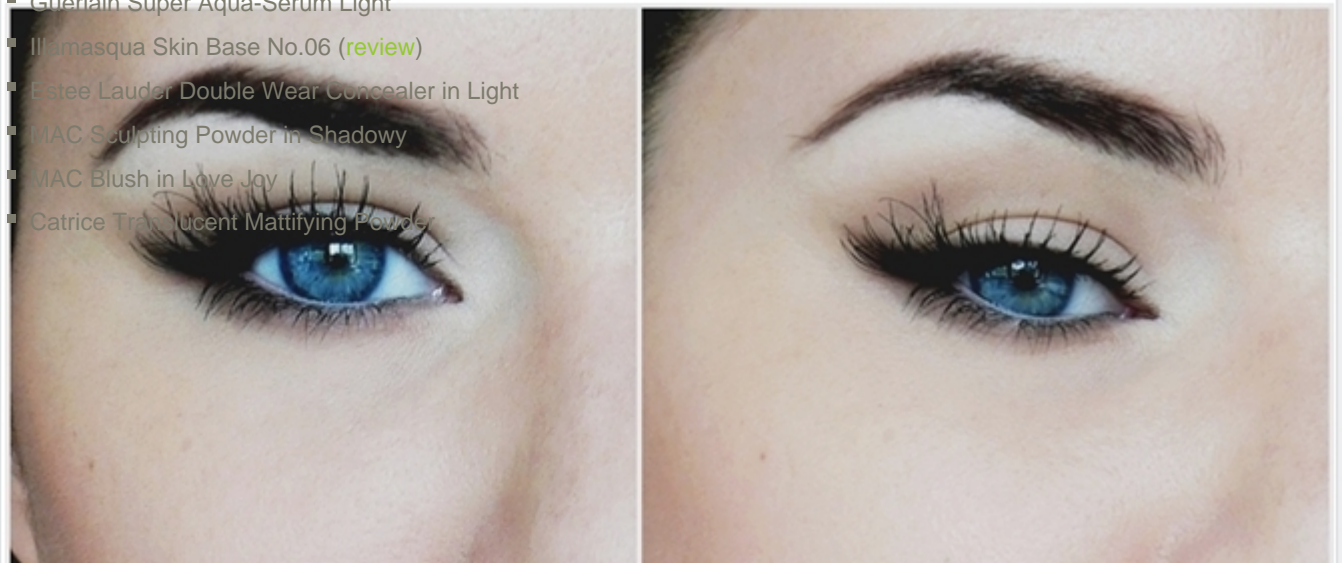 Guerlain Super Aqua-Serum Light
Illamasqua Skin Base No.06 (review)
Estee Lauder Double Wear Concealer in Light
MAC Sculpting Powder in Shadowy
MAC Blush in Love Joy
Catrice Translucent Mattifying Powder